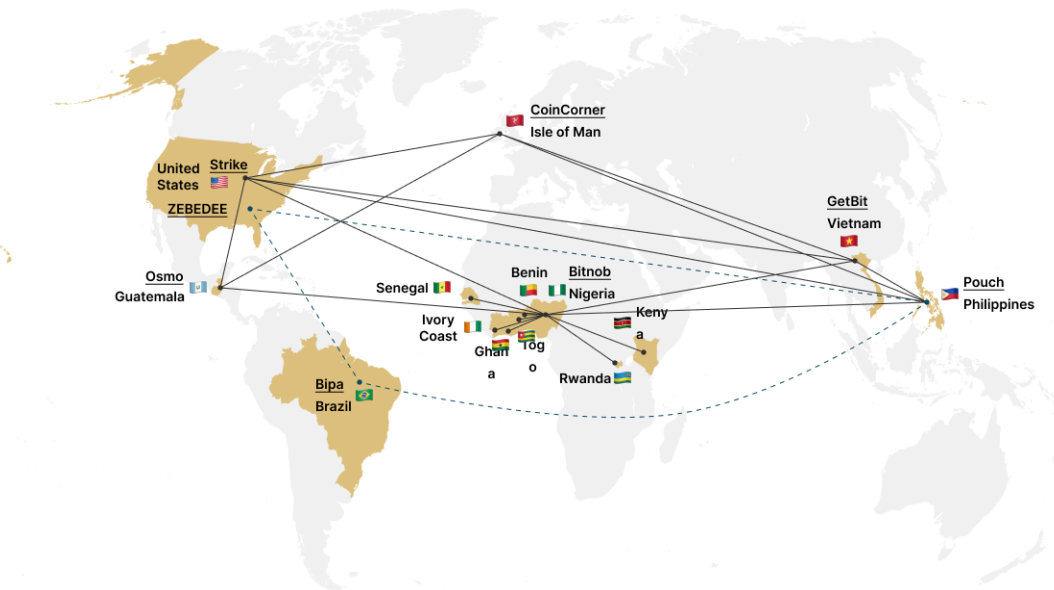 CoinCorner
Isle of Man
United
States
Strike
ZEBEDEE
GetBit
Vietnam
Osmo
Guatemala
Senegal
Benin
Bitnob
Nigeria
Pouch
Philippines
Ivory
Coast
Keny
a
Ghan
a
Tog
o
Rwanda
Bipa
Brazil